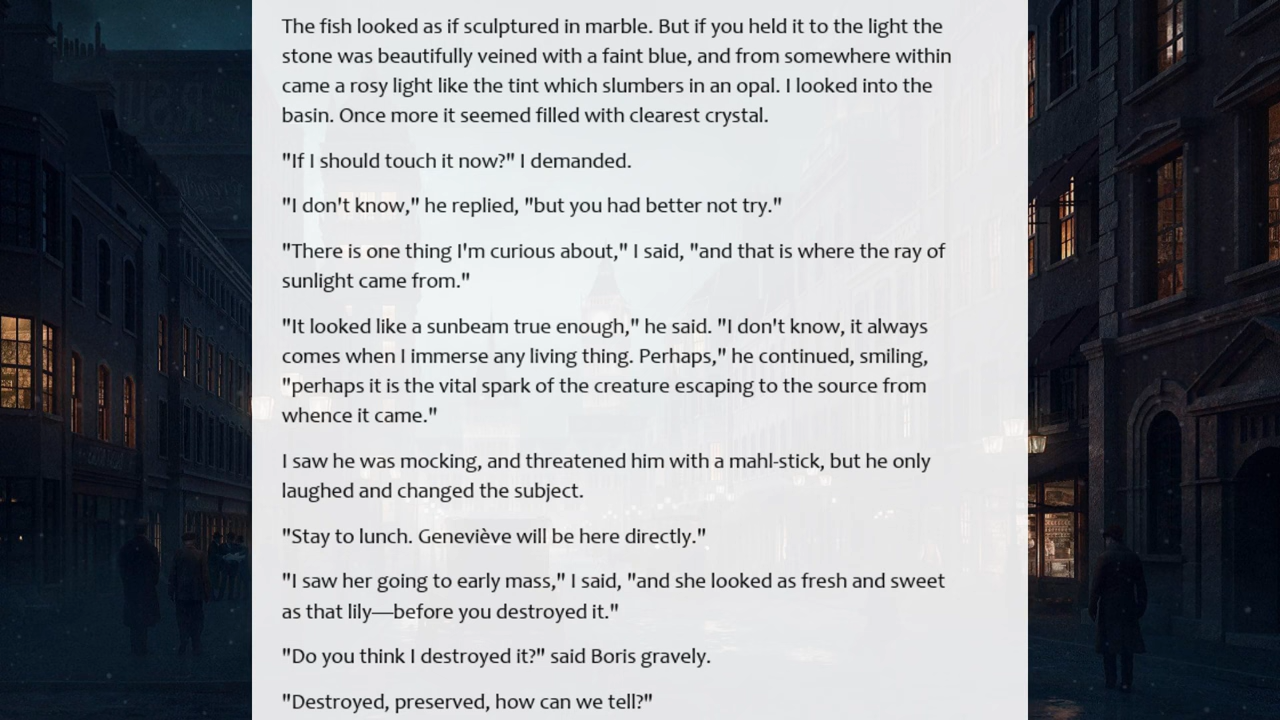 The fish looked as if sculptured in marble. But if you held it to the light the
stone was beautifully veined with a faint blue, and from somewhere within
came a rosy light like the tint which slumbers in an opal. I looked into the
basin. Once more it seemed filled with clearest crystal.
"If I should touch it now?" I demanded.
"I don't know," he replied, "but you had better not try."
"There is one thing I'm curious about," I said, "and that is where the ray of
sunlight came from."
"It looked like a sunbeam true enough," he said. "I don't know, it always
comes when I immerse any living thing. Perhaps," he continued, smiling,
"perhaps it is the vital spark of the creature escaping to the source from
whence it came."
I saw he was mocking, and threatened him with a mahl-stick, but he only
laughed and changed the subject.
"Stay to lunch. Geneviève will be here directly."
"I saw her going to early mass," I said, "and she looked as fresh and sweet
as that lily—before you destroyed it."
"Do you think I destroyed it?" said Boris gravely.
"Destroyed, preserved, how can we tell?"